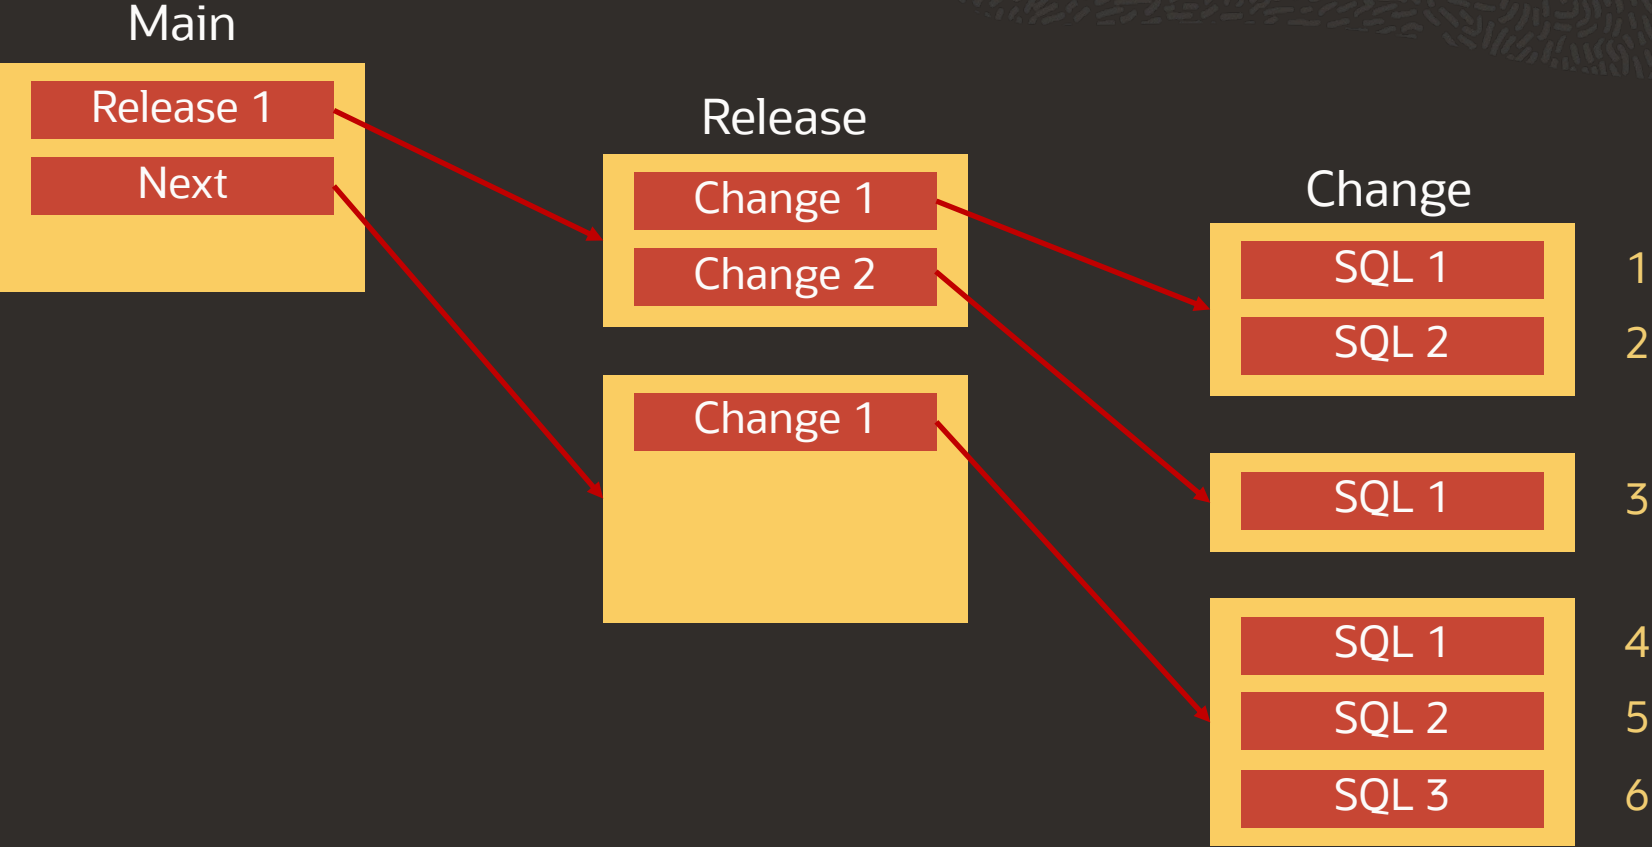 Main
Release 1
Next
Release
Change 1
Change 2
Change 1
Change
SQL 1
1
SQL 2
2
SQL 1
3
SQL 1
4
SQL 2
5
SQL 3
6